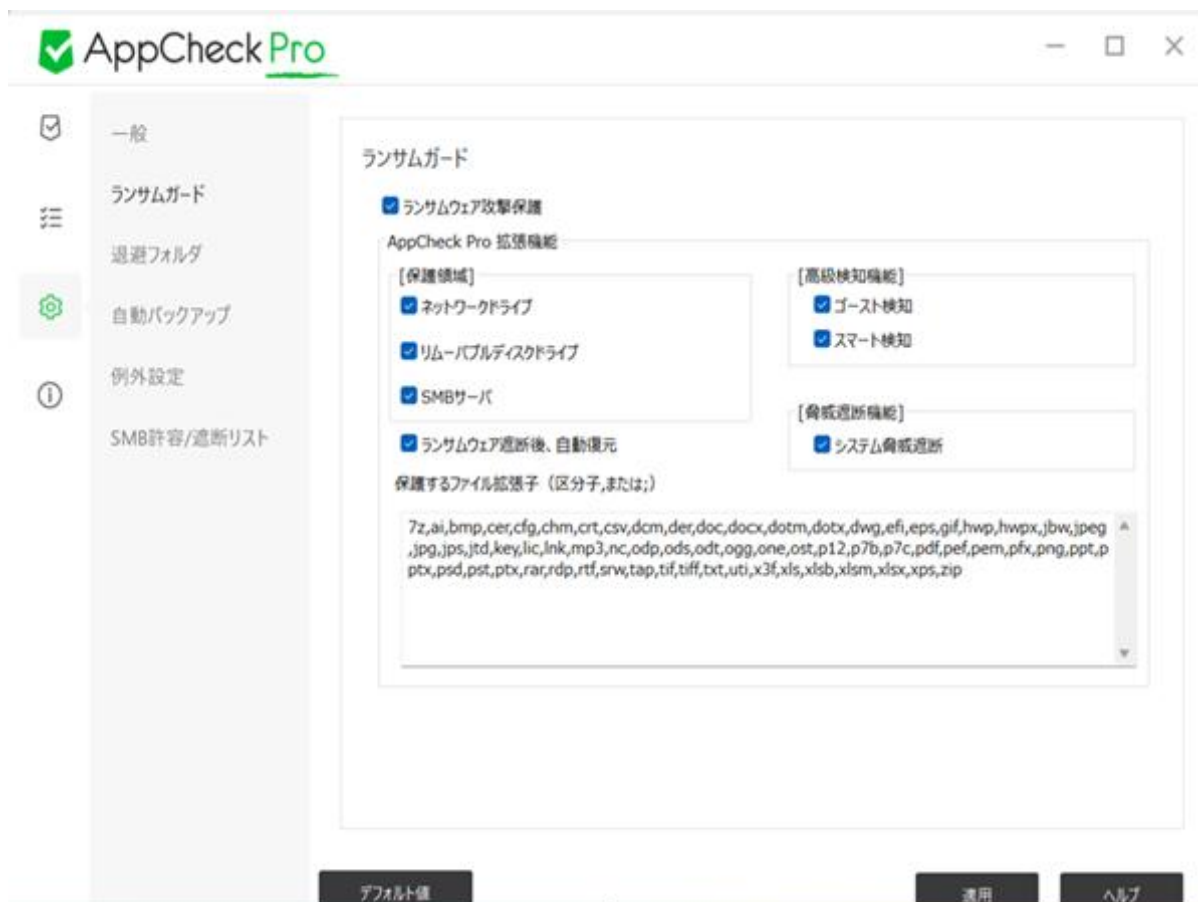 AppCheck Pro
一般
ランサムガード
退避フォルダ
自動バックアップ
例外設定
SMB許容/遮断リスト
ランサムガード
ランサムウェア攻撃保護
AppCheck Pro 拡張機能
[保護領域]
ネットワークドライブ
リムーバブルディスクドライブ
SMBサーバ
[高級検知機能]
ゴースト検知
スマート検知
[脅威遮断機能]
システム脅威遮断
ランサムウェア遮断後、自動復元
保護するファイル拡張子（区分子,または;）
7z,ai,bmp,cer,cfg,chm,crt,csv,dcm,der,doc,docx,dotm,dotx,dwg,efi,eps,gif,hwp,hwpx,jbw,jpeg
,jpg,jps,jtd,key,lic,lnk,mp3,nc,odp,ods,odt,ogg,one,ost,p12,p7b,p7c,pdf,pef,pem,pfx,png,ppt,p
ptx,psd,pst,ptx,rar,rdp,rtf,srw,tap,tif,tiff,txt,uti,x3f,xls,xlsb,xlsm,xlsx,xps,zip
デフォルト値
適用
ヘルプ